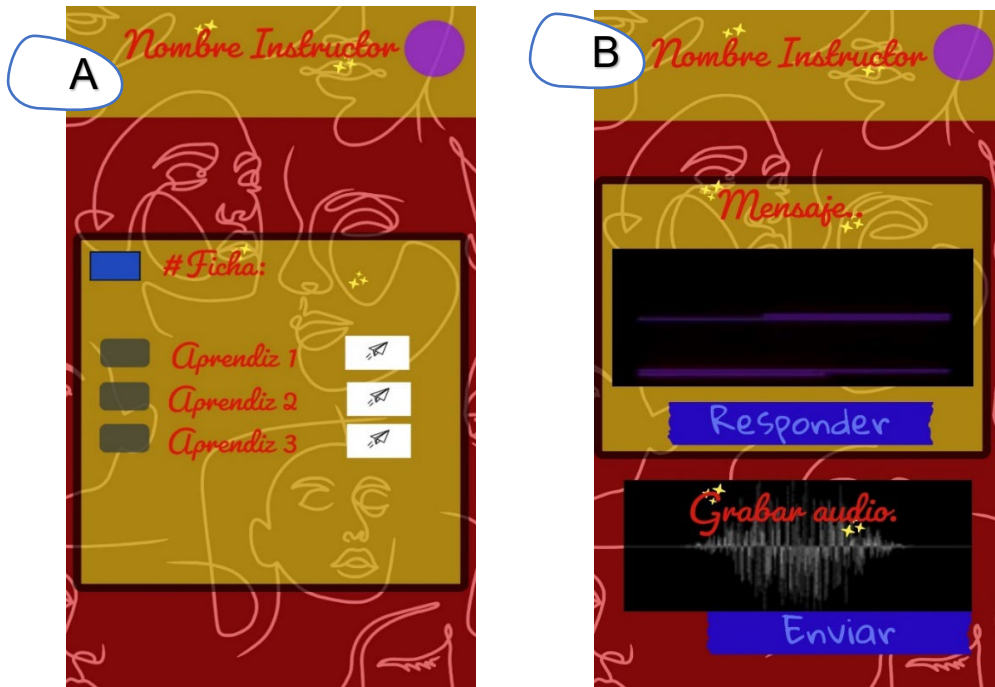 A
Nombre Instructor
# Ficha:
Aprendiz 1
Aprendiz 2
Aprendiz 3
B
Nombre Instructor
Mensaje..
Responder
Grabar audio.
Enviar